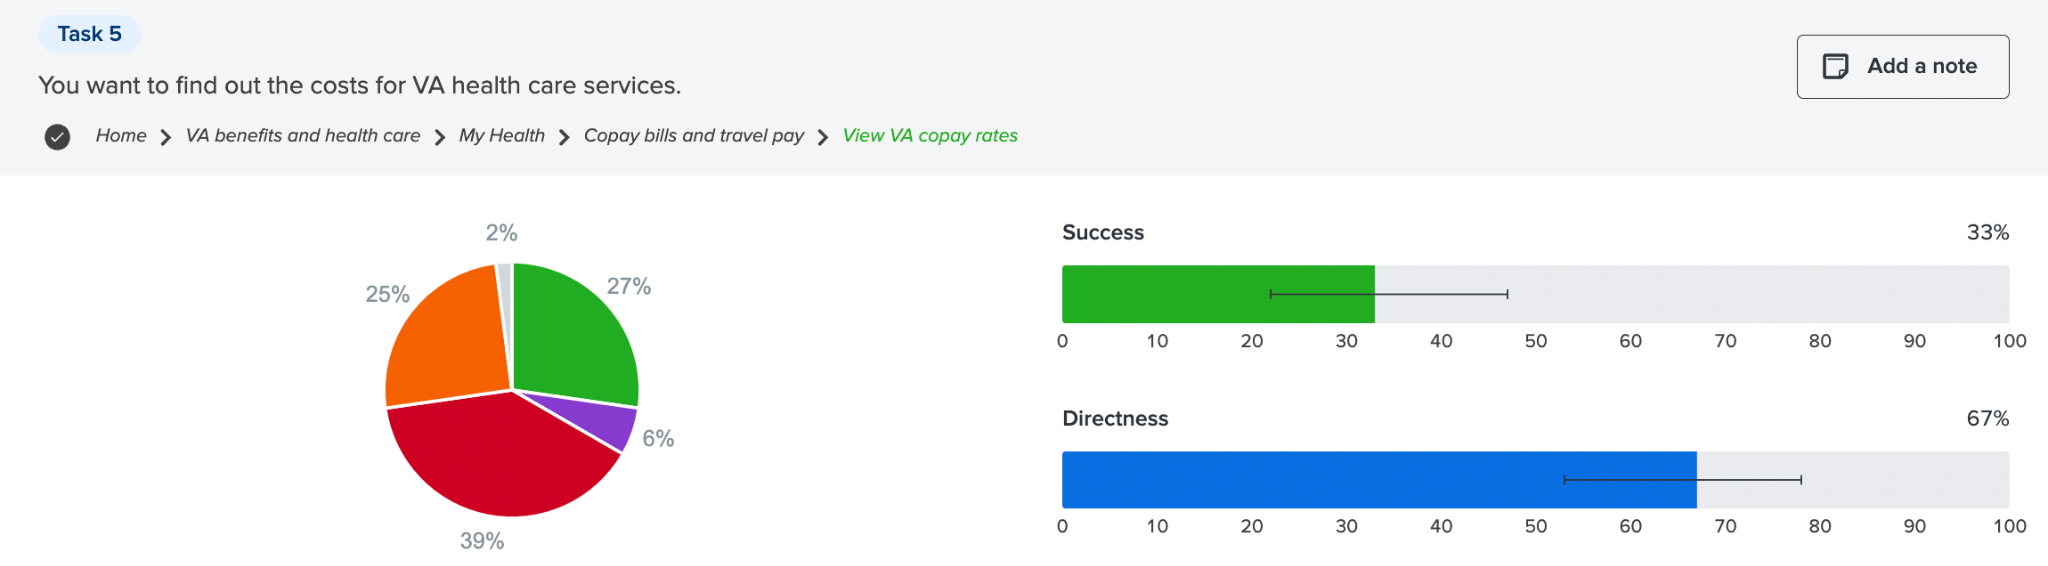 Task 5
Add a note
You want to find out the costs for VA health care services.
Home > VA benefits and health care > My Health > Copay bills and travel pay > View VA copay rates
2%
27%
25%
6%
39%
Success 33%
0 10 20 30 40 50 60 70 80 90 100
Directness 67%
0 10 20 30 40 50 60 70 80 90 100